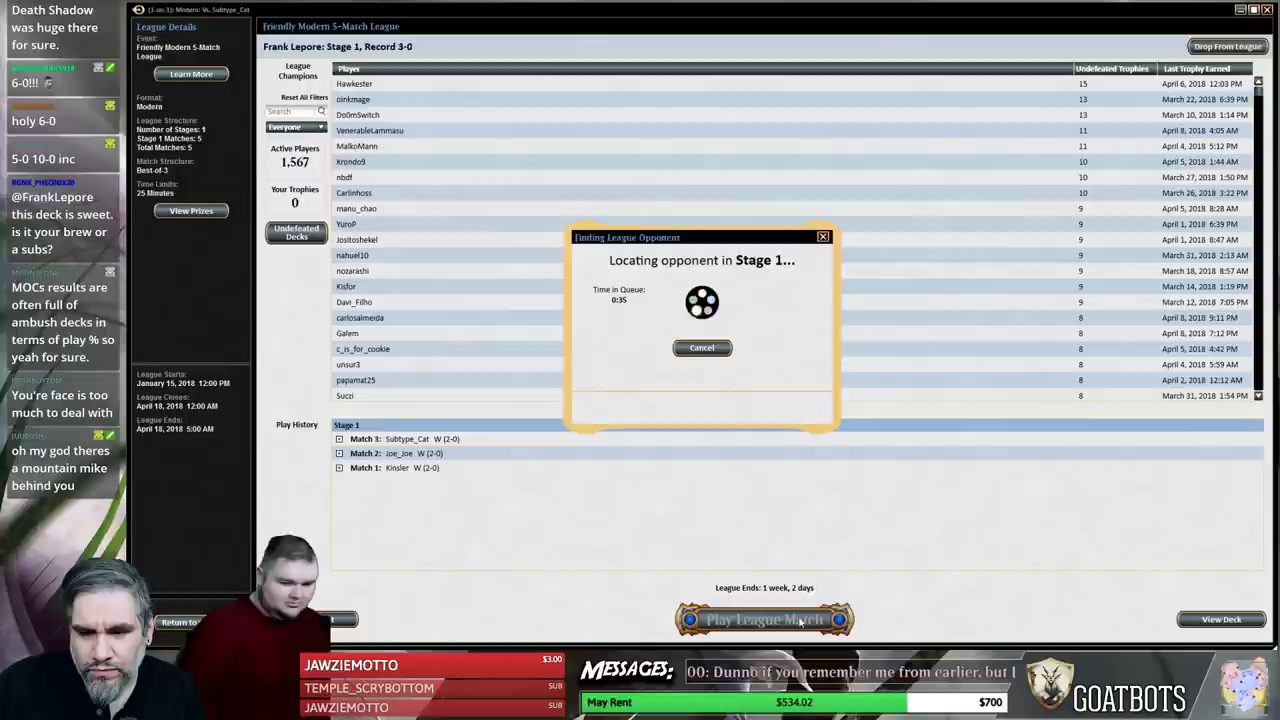 Death Shadow
was huge there
for sure.
6-0!!!
holy 6-0
5-0 10-0 inc
@FrankLepore
this deck is sweet.
is it your brew
or a subs?
MOCs results are
often full of
ambush decks in
terms of play % so
yeah for sure.
You're face is too
much to deal with
oh my god theres
a mountain mike
behind you
(1-on-1): Modern: Vs. Subtype_Cat
League Details
Event:
Friendly Modern 5-Match
League
Learn More
Format:
Modern
League Structure:
Number of Stages: 1
Stage 1 Matches: 5
Total Matches: 5
Match Structure:
Best-of-3
Time Limits:
25 Minutes
View Prizes
League Starts:
January 15, 2018 12:00 PM
League Closes:
April 18, 2018 12:00 AM
League Ends:
April 18, 2018 5:00 AM
Return to
Friendly Modern 5-Match League
Frank Lepore: Stage 1, Record 3-0
Drop From League
League
Champions
Reset All Filters
Search
Everyone
Active Players
1,567
Your Trophies
0
Undefeated
Decks
Player Undefeated Trophies Last Trophy Earned
Hawkester 15 April 6, 2018 12:03 PM
oinkmage 13 March 22, 2018 6:39 PM
Do0mSwitch 13 March 10, 2018 1:14 PM
VenerableLammasu 11 April 8, 2018 4:05 AM
MalkoMann 11 April 4, 2018 5:12 PM
Krondo9 10 April 5, 2018 1:44 AM
nbdf 10 March 27, 2018 1:50 PM
Carlinhoss 10 March 26, 2018 3:22 PM
manu_chao 9 April 5, 2018 8:28 AM
YuroP 9 April 1, 2018 6:39 PM
Jositoshekel 9 April 1, 2018 8:47 AM
nahuel10 9 March 31, 2018 2:13 AM
nozarashi 9 March 18, 2018 8:57 AM
Kisfor 9 March 14, 2018 1:19 PM
Davi_Filho 9 March 12, 2018 7:05 PM
carlosalmeida 8 April 8, 2018 9:11 PM
Galem 8 April 8, 2018 7:12 PM
c_is_for_cookie 8 April 5, 2018 4:42 PM
unsur3 8 April 4, 2018 5:59 AM
papamat25 8 April 2, 2018 12:12 AM
Suczi 8 March 31, 2018 1:54 PM
Finding League Opponent
Locating opponent in Stage 1...
Time in Queue:
0:35
Cancel
Play History
Stage 1
Match 3: Subtype_Cat W (2-0)
Match 2: Joe_Joe W (2-0)
Match 1: Kinsler W (2-0)
League Ends: 1 week, 2 days
Play League Match
View Deck
JAWZIEMOTTO $3.00
TEMPLE_SCRYBOTTOM SUB
JAWZIEMOTTO SUB
MESSAGES:
00: Dunno if you remember me from earlier, but I
May Rent $534.02 $700
GOATBOTS